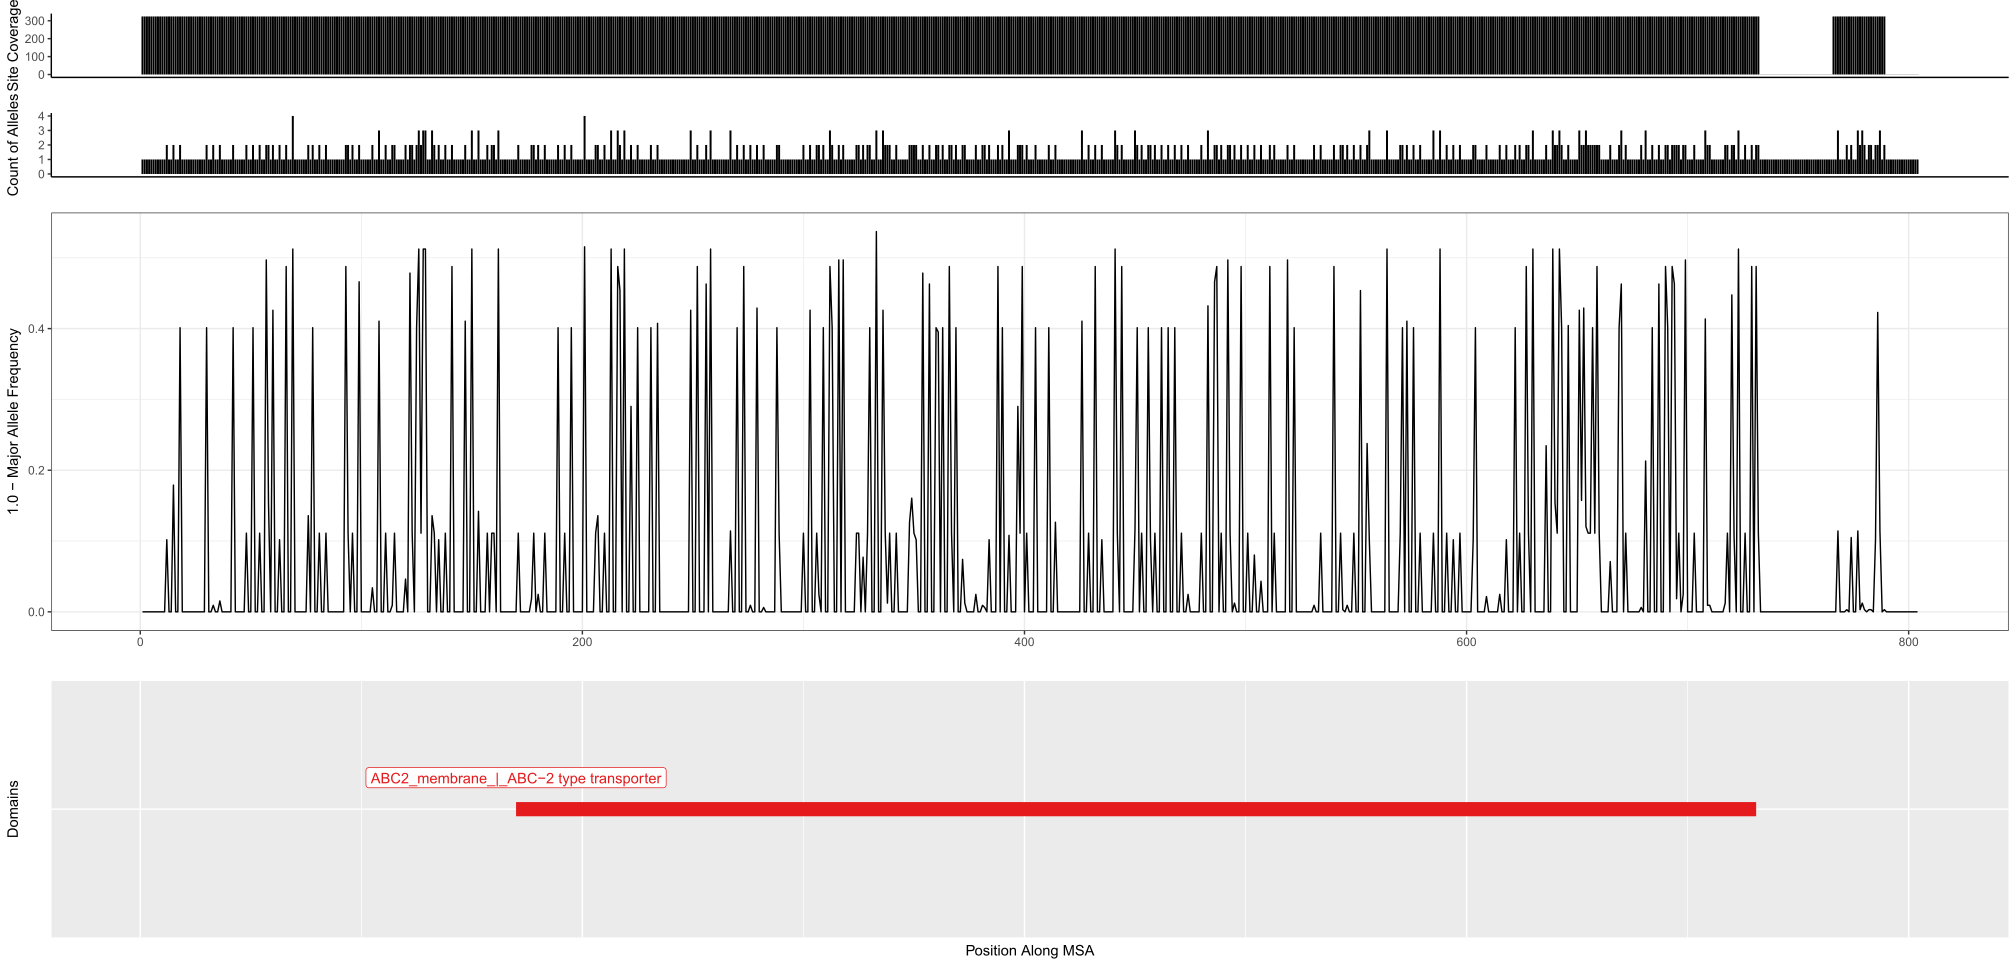 Site Coverage
300
200
100
0
Count of Alleles
4
3
2
1
0
1.0 − Major Allele Frequency
0.4
0.2
0.0
0
200
400
600
800
Domains
ABC2_membrane_|_ABC−2 type transporter
Position Along MSA